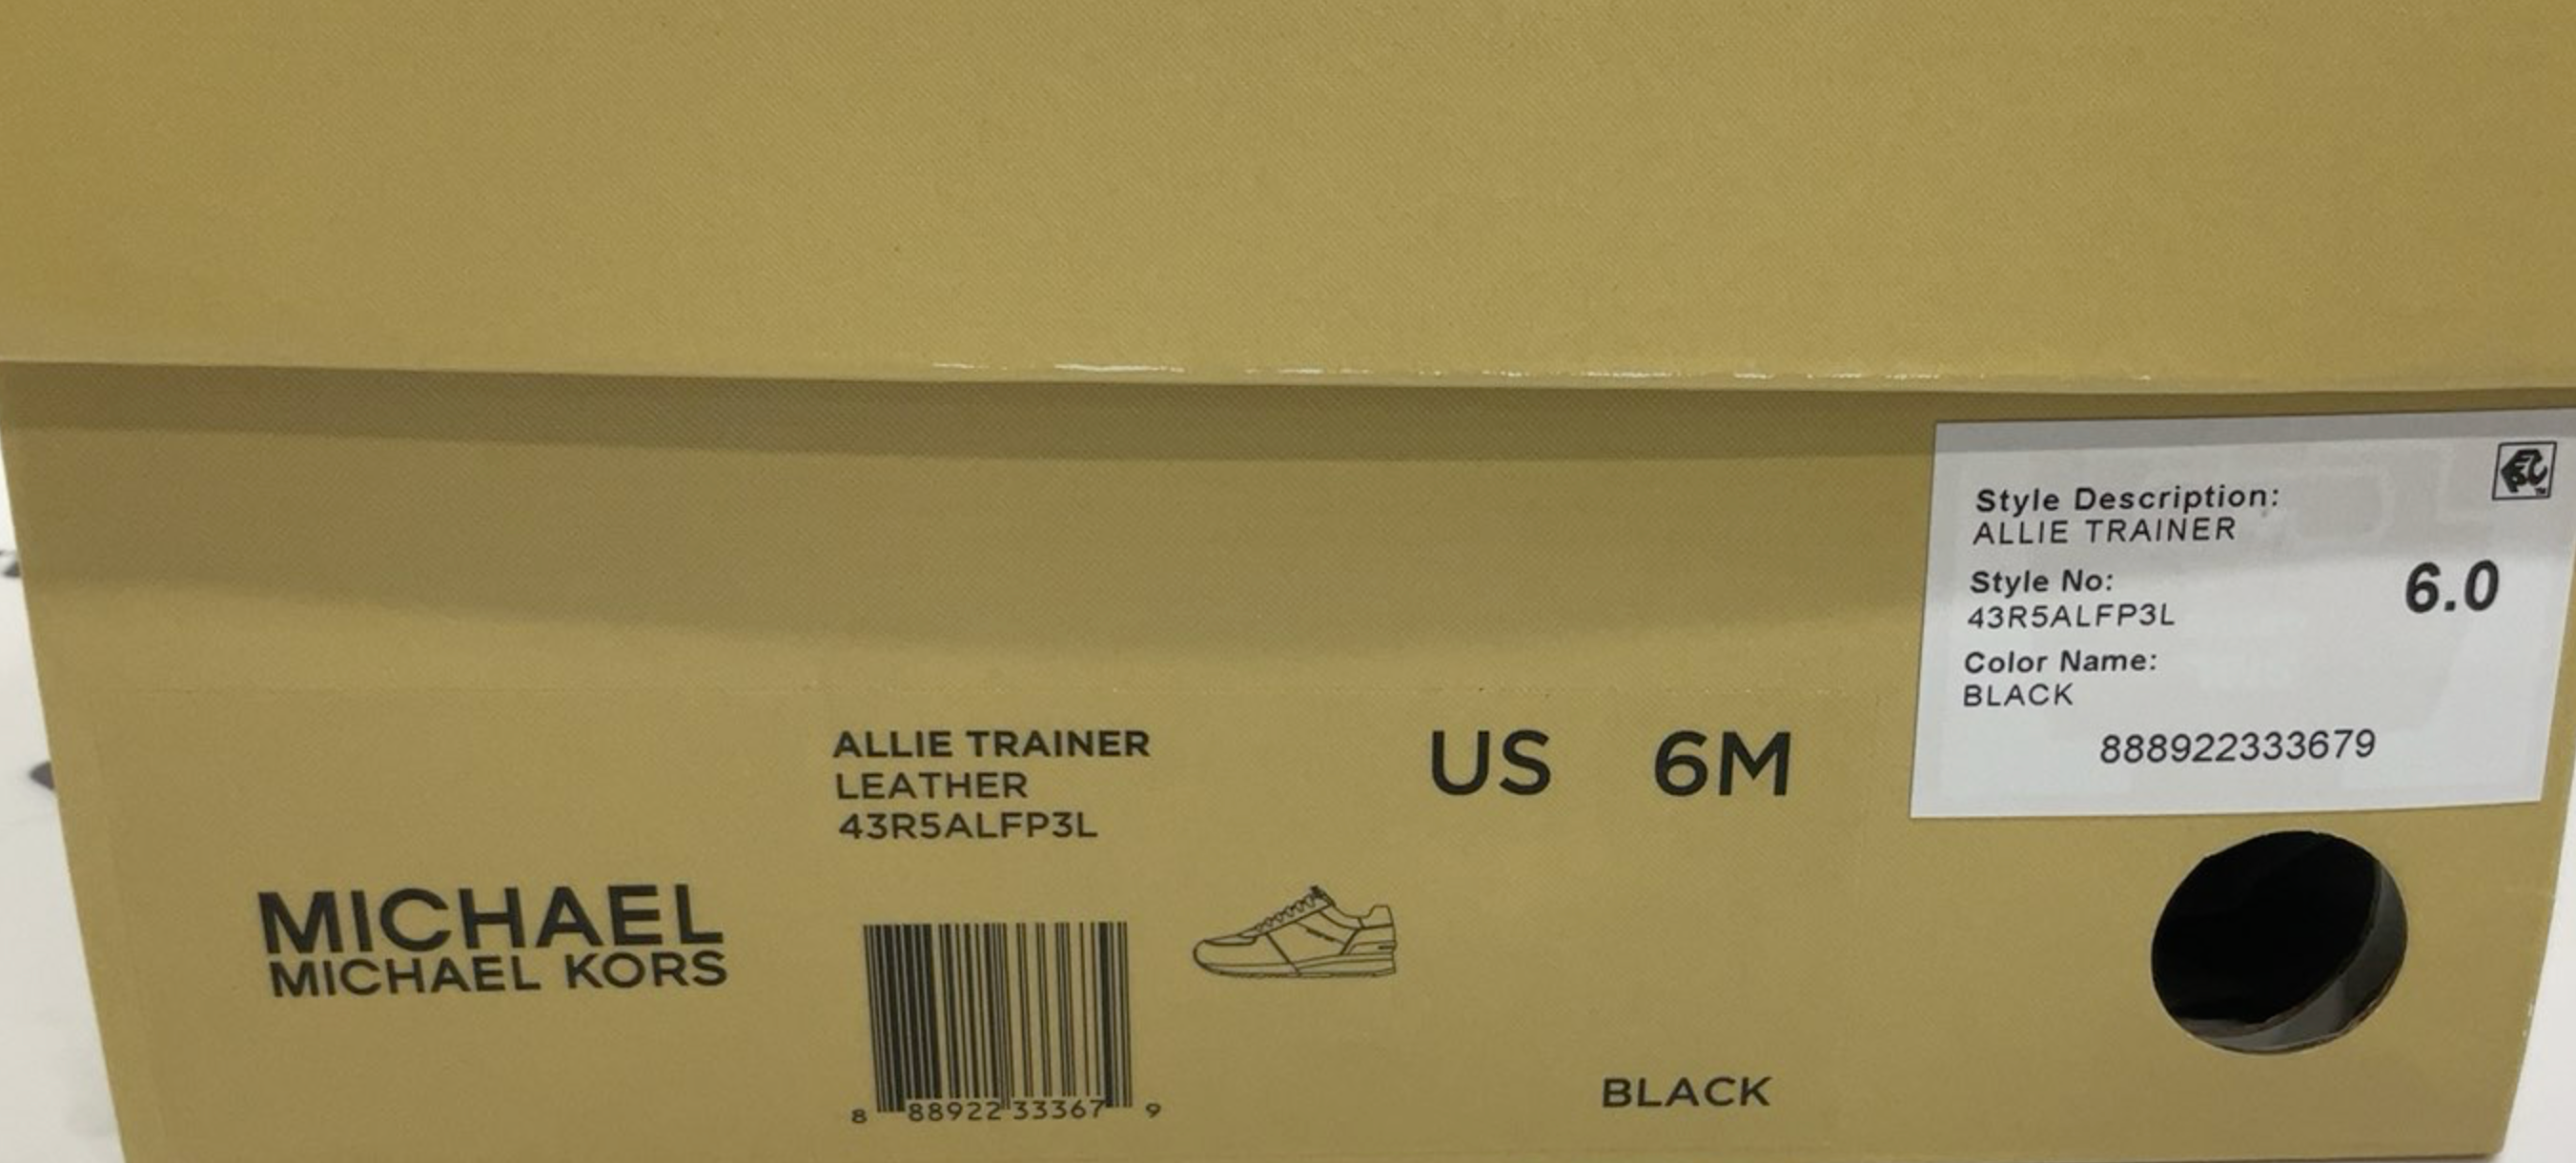 Style Description:
ALLIE TRAINER
Style No:
43R5ALFP3L
6.0
Color Name:
BLACK
888922333679
ALLIE TRAINER
LEATHER
43R5ALFP3L
US 6M
MICHAEL
MICHAEL KORS
8 88922 33367 9
BLACK